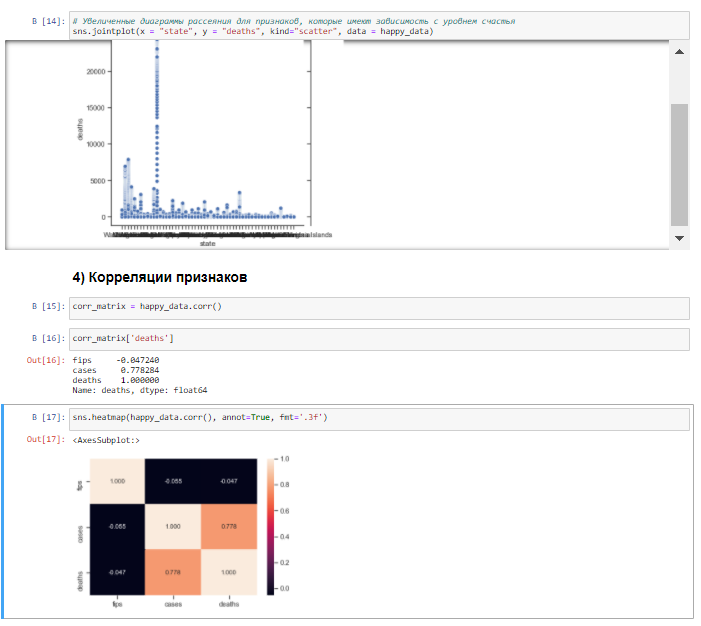 В [14]: # Увеличенные диаграммы рассеяния для признаков, которые имеют зависимость с уровнем счастья
sns.jointplot(x = "state", y = "deaths", kind="scatter", data = happy_data)
20000
15000
10000
5000
0
deaths
state
4) Корреляции признаков
В [15]: corr_matrix = happy_data.corr()
В [16]: corr_matrix['deaths']
Out[16]: fips -0.047240
cases 0.778284
deaths 1.000000
Name: deaths, dtype: float64
В [17]: sns.heatmap(happy_data.corr(), annot=True, fmt='.3f')
Out[17]: <AxesSubplot:>
fips 1.000 -0.055 -0.047
cases -0.055 1.000 0.778
deaths -0.047 0.778 1.000
fips cases deaths
1.0
0.8
0.6
0.4
0.2
0.0